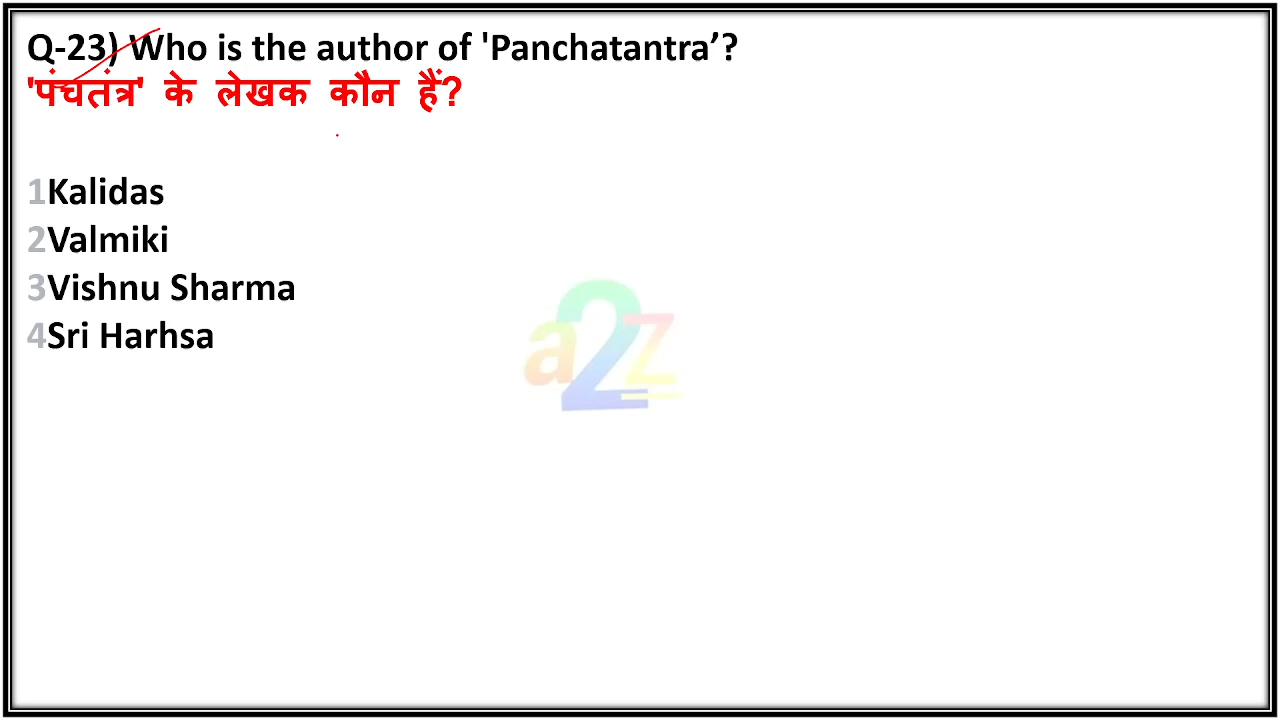 Q-23) Who is the author of 'Panchatantra’?
'पंचतंत्र' के लेखक कौन हैं?
1Kalidas
2Valmiki
3Vishnu Sharma
4Sri Harhsa
a2z